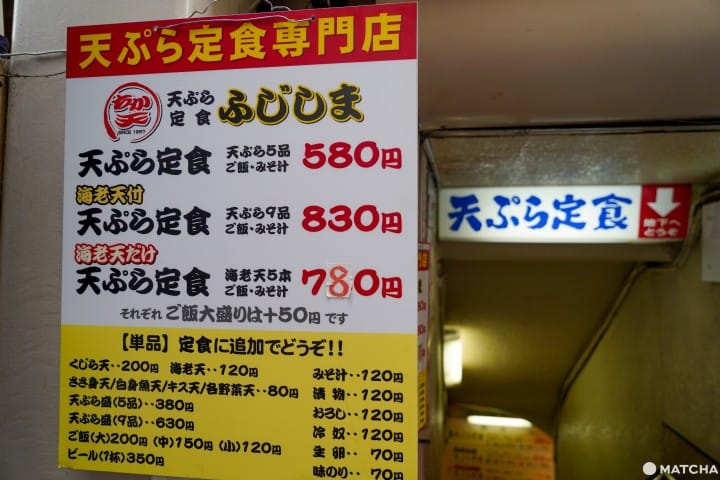 天ぷら定食専門店
ちか天
SINCE 1997
天ぷら定食 ふじしま
天ぷら定食 天ぷら5品 ご飯・みそ汁 580円
海老天付
天ぷら定食 天ぷら9品 ご飯・みそ汁 830円
海老天だけ
天ぷら定食 海老天5本 ご飯・みそ汁 780円
それぞれ ご飯大盛りは+50円 です
【単品】定食に追加でどうぞ!!
くじら天‥200円 海老天‥120円
ささ身天/白身魚天/キス天/各野菜天‥80円
天ぷら盛(5品)‥380円
天ぷら盛(9品)‥630円
ご飯(大)200円 (中)150円 (小)120円
ビール(1杯)350円
みそ汁‥120円
漬物‥120円
おろし‥120円
冷奴‥120円
生卵‥70円
味のり‥70円
天ぷら定食
地下へ
どうぞ
MATCHA